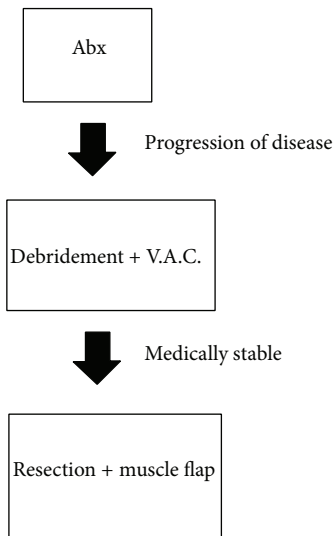 Abx
Progression of disease
Debridement + V.A.C.
Medically stable
Resection + muscle flap